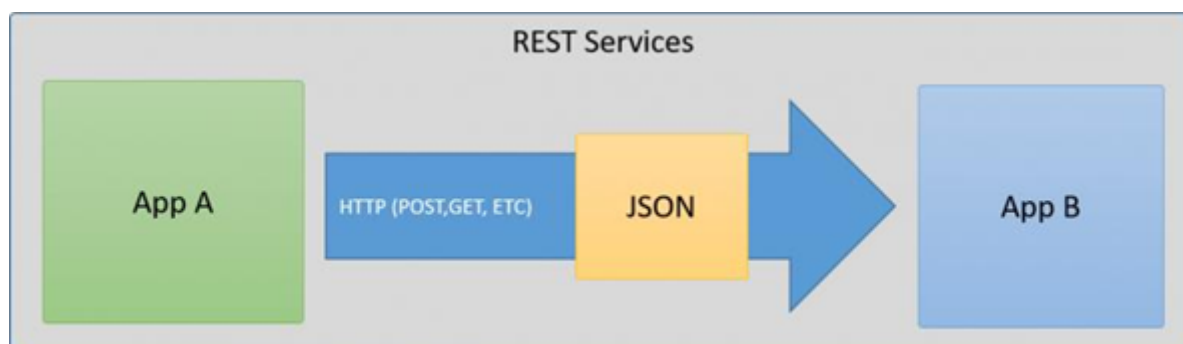 REST Services
App A
HTTP (POST,GET, ETC)
JSON
App B